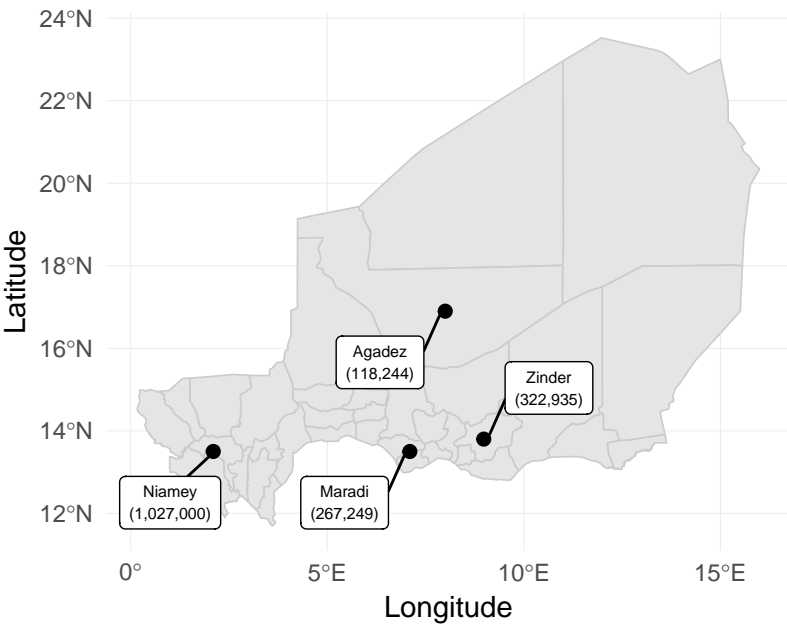 24°N
22°N
20°N
18°N
16°N
14°N
12°N
Latitude
Agadez
(118,244)
Zinder
(322,935)
Niamey
(1,027,000)
Maradi
(267,249)
0°
5°E
10°E
15°E
Longitude